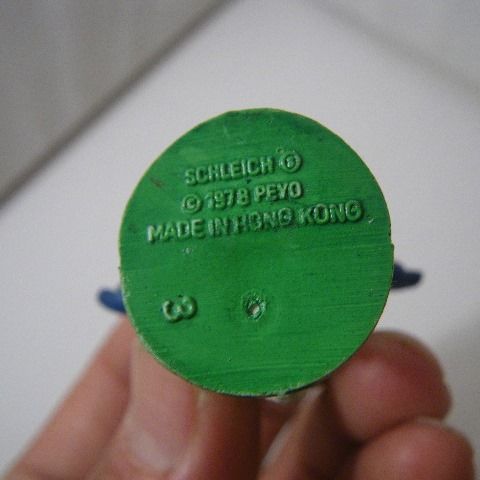 SCHLEICH ®
© 1978 PEYO
MADE IN HONG KONG
3